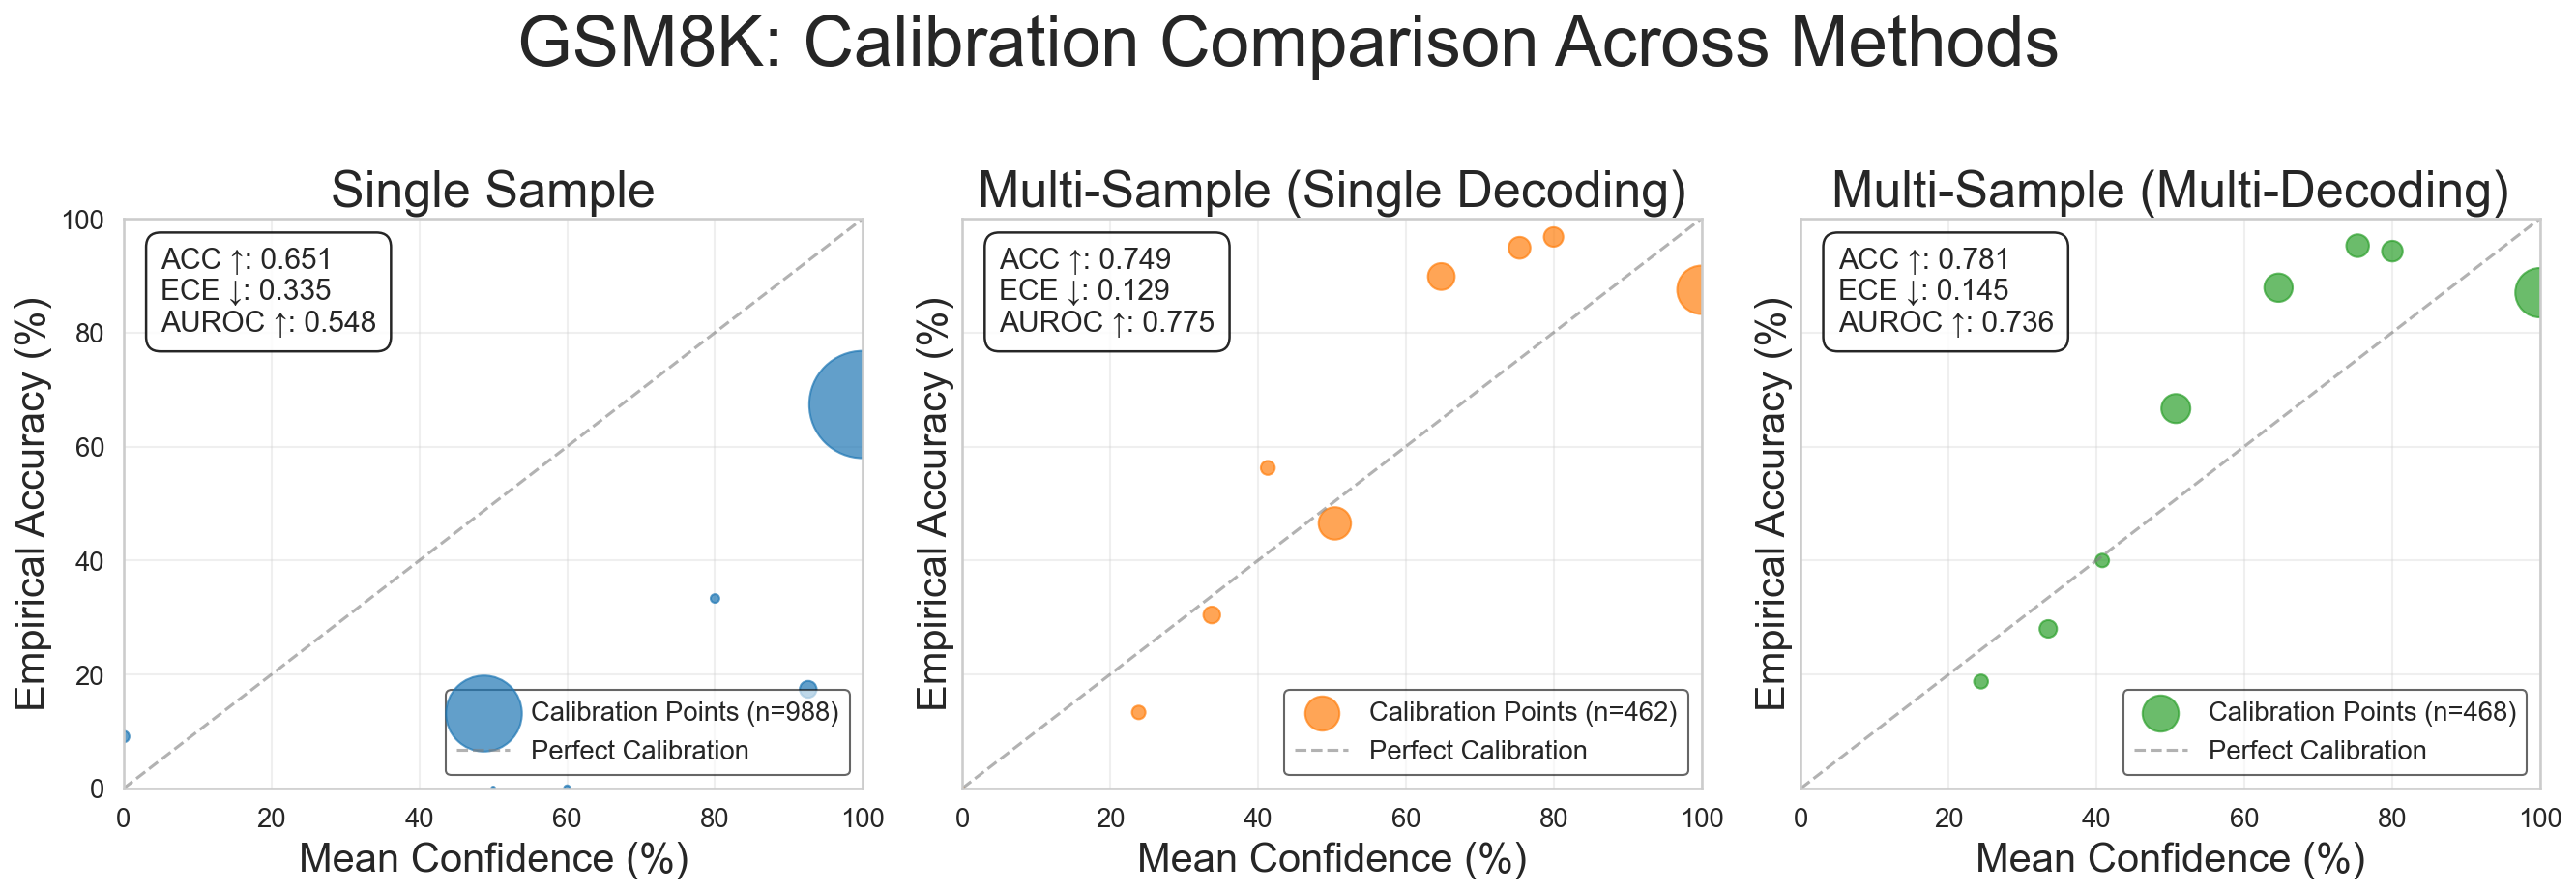 GSM8K: Calibration Comparison Across Methods
Single Sample
ACC ↑: 0.651
ECE ↓: 0.335
AUROC ↑: 0.548
Empirical Accuracy (%)
100
80
60
40
20
0
Calibration Points (n=988)
Perfect Calibration
0 20 40 60 80 100
Mean Confidence (%)
Multi-Sample (Single Decoding)
ACC ↑: 0.749
ECE ↓: 0.129
AUROC ↑: 0.775
Empirical Accuracy (%)
Calibration Points (n=462)
Perfect Calibration
0 20 40 60 80 100
Mean Confidence (%)
Multi-Sample (Multi-Decoding)
ACC ↑: 0.781
ECE ↓: 0.145
AUROC ↑: 0.736
Empirical Accuracy (%)
Calibration Points (n=468)
Perfect Calibration
0 20 40 60 80 100
Mean Confidence (%)